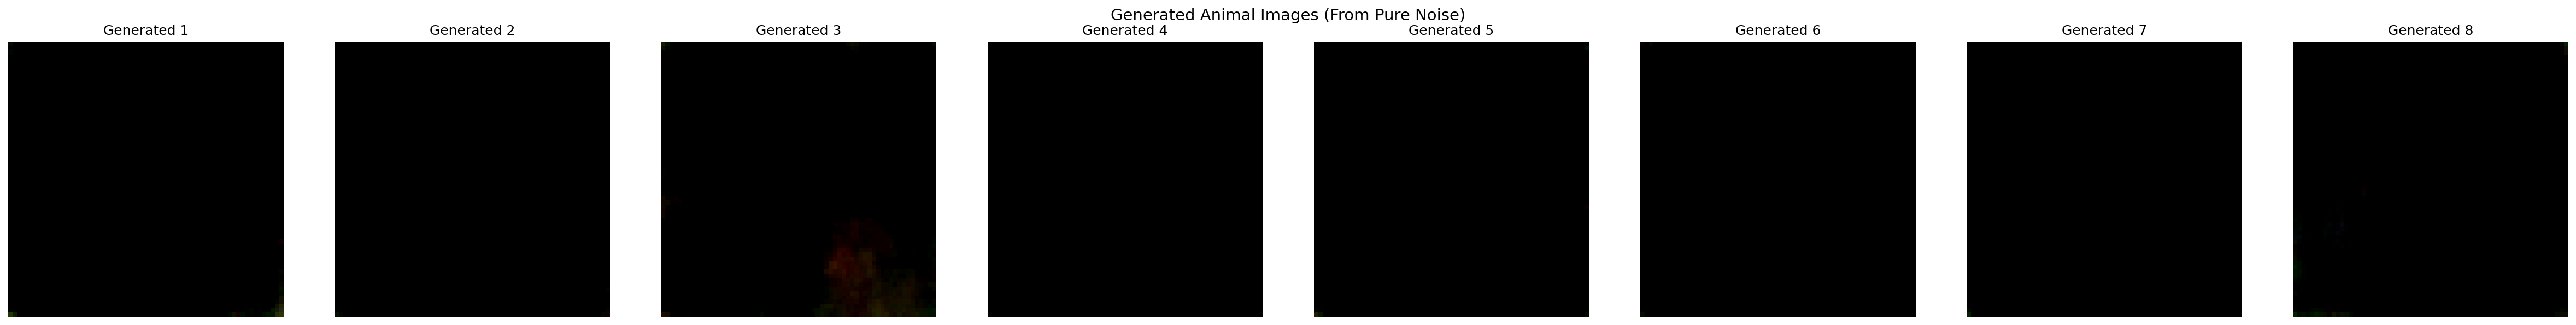 Generated Animal Images (From Pure Noise)
Generated 1
Generated 2
Generated 3
Generated 4
Generated 5
Generated 6
Generated 7
Generated 8